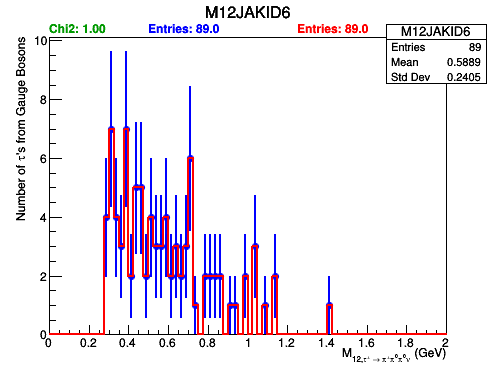 M12JAKID6
Chi2: 1.00 Entries: 89.0 Entries: 89.0
M12JAKID6
Entries 89
Mean 0.5889
Std Dev 0.2405
Number of τ's from Gauge Bosons
10
8
6
4
2
0
0 0.2 0.4 0.6 0.8 1 1.2 1.4 1.6 1.8 2
M12,τ⁺→π⁺π⁰π⁰ν (GeV)